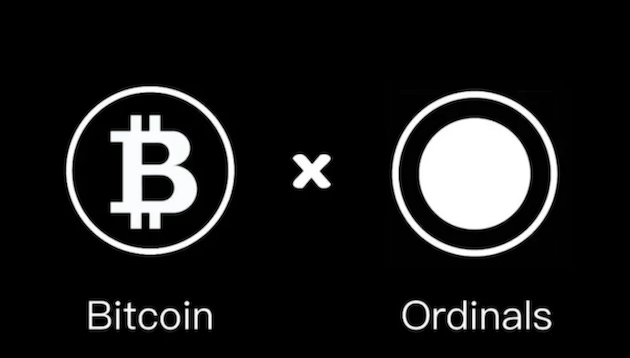 x
Bitcoin
Ordinals